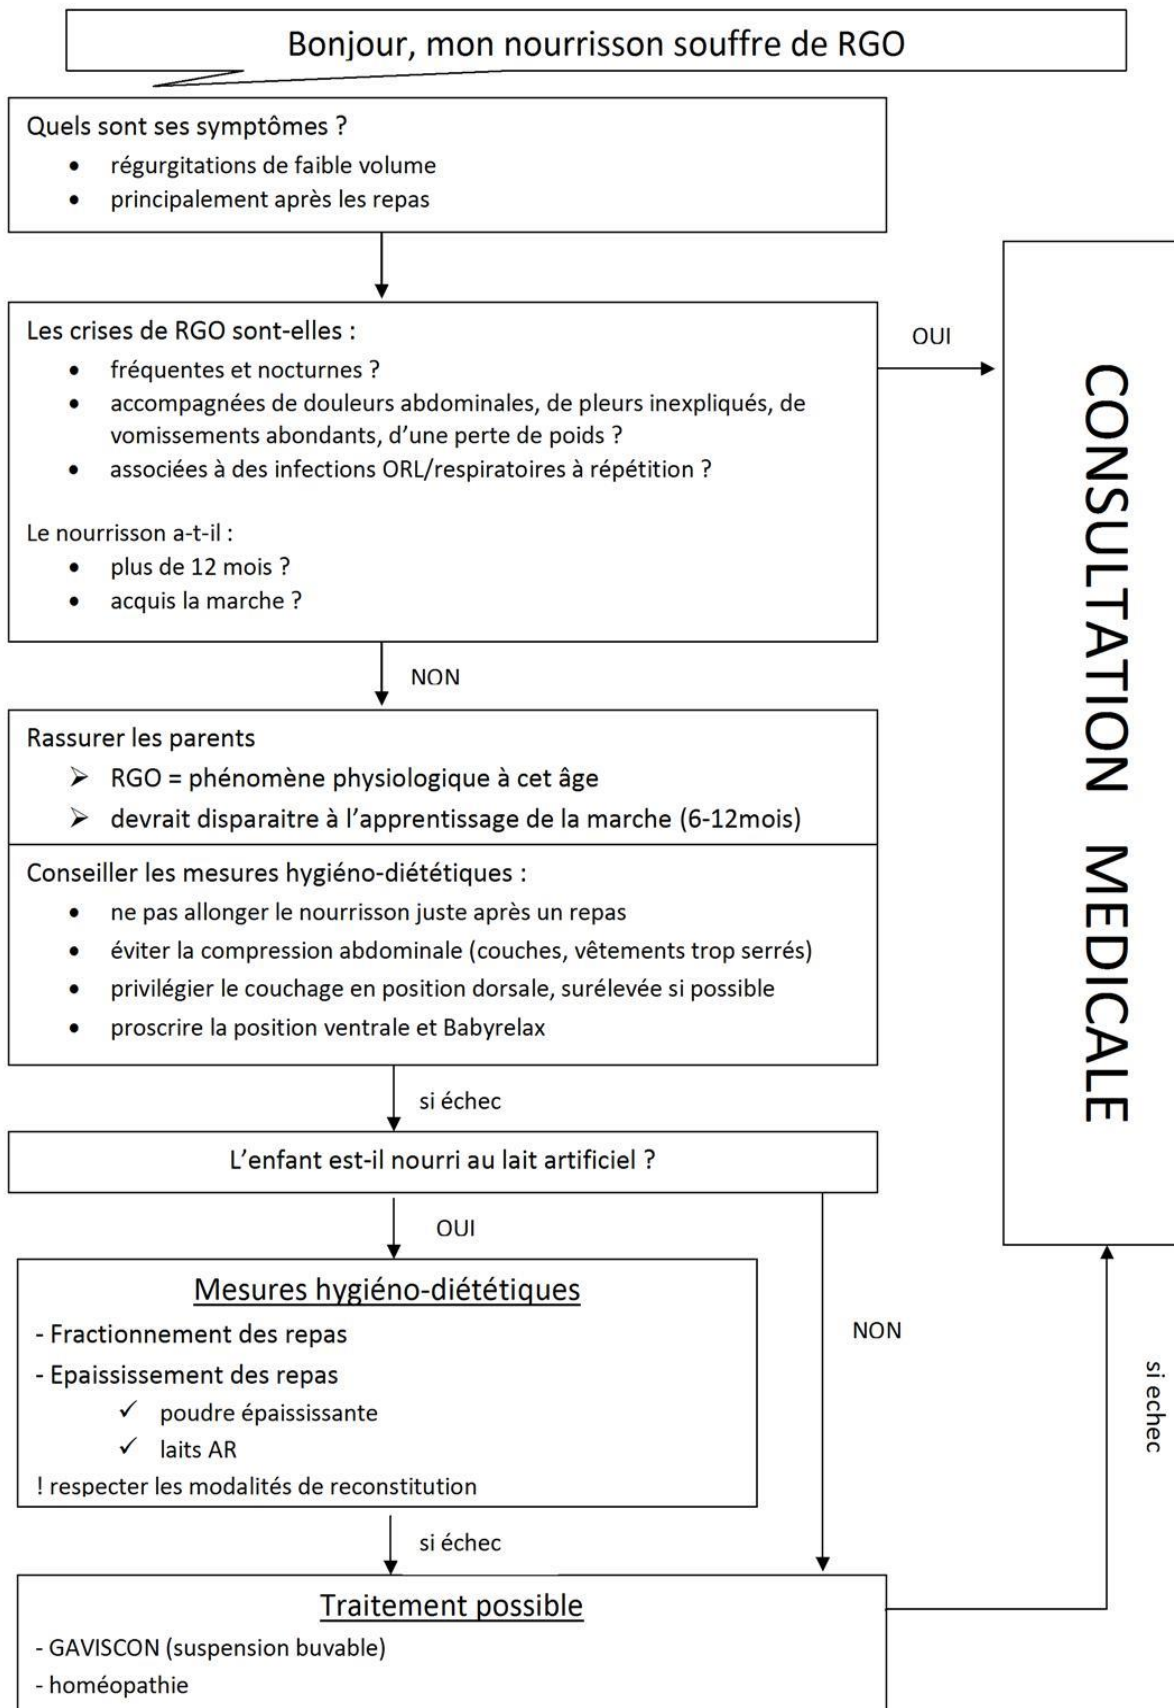 Bonjour, mon nourrisson souffre de RGO
Quels sont ses symptômes ?
• régurgitations de faible volume
• principalement après les repas
Les crises de RGO sont-elles :
• fréquentes et nocturnes ?
• accompagnées de douleurs abdominales, de pleurs inexpliqués, de
vomissements abondants, d'une perte de poids ?
• associées à des infections ORL/respiratoires à répétition ?
Le nourrisson a-t-il :
• plus de 12 mois ?
• acquis la marche ?
OUI
CONSULTATION MEDICALE
NON
Rassurer les parents
➢ RGO = phénomène physiologique à cet âge
➢ devrait disparaitre à l'apprentissage de la marche (6-12mois)
Conseiller les mesures hygiéno-diététiques :
• ne pas allonger le nourrisson juste après un repas
• éviter la compression abdominale (couches, vêtements trop serrés)
• privilégier le couchage en position dorsale, surélevée si possible
• proscrire la position ventrale et Babyrelax
si échec
L'enfant est-il nourri au lait artificiel ?
OUI
NON
Mesures hygiéno-diététiques
- Fractionnement des repas
- Epaississement des repas
✓ poudre épaississante
✓ laits AR
! respecter les modalités de reconstitution
si échec
Traitement possible
- GAVISCON (suspension buvable)
- homéopathie
si echec